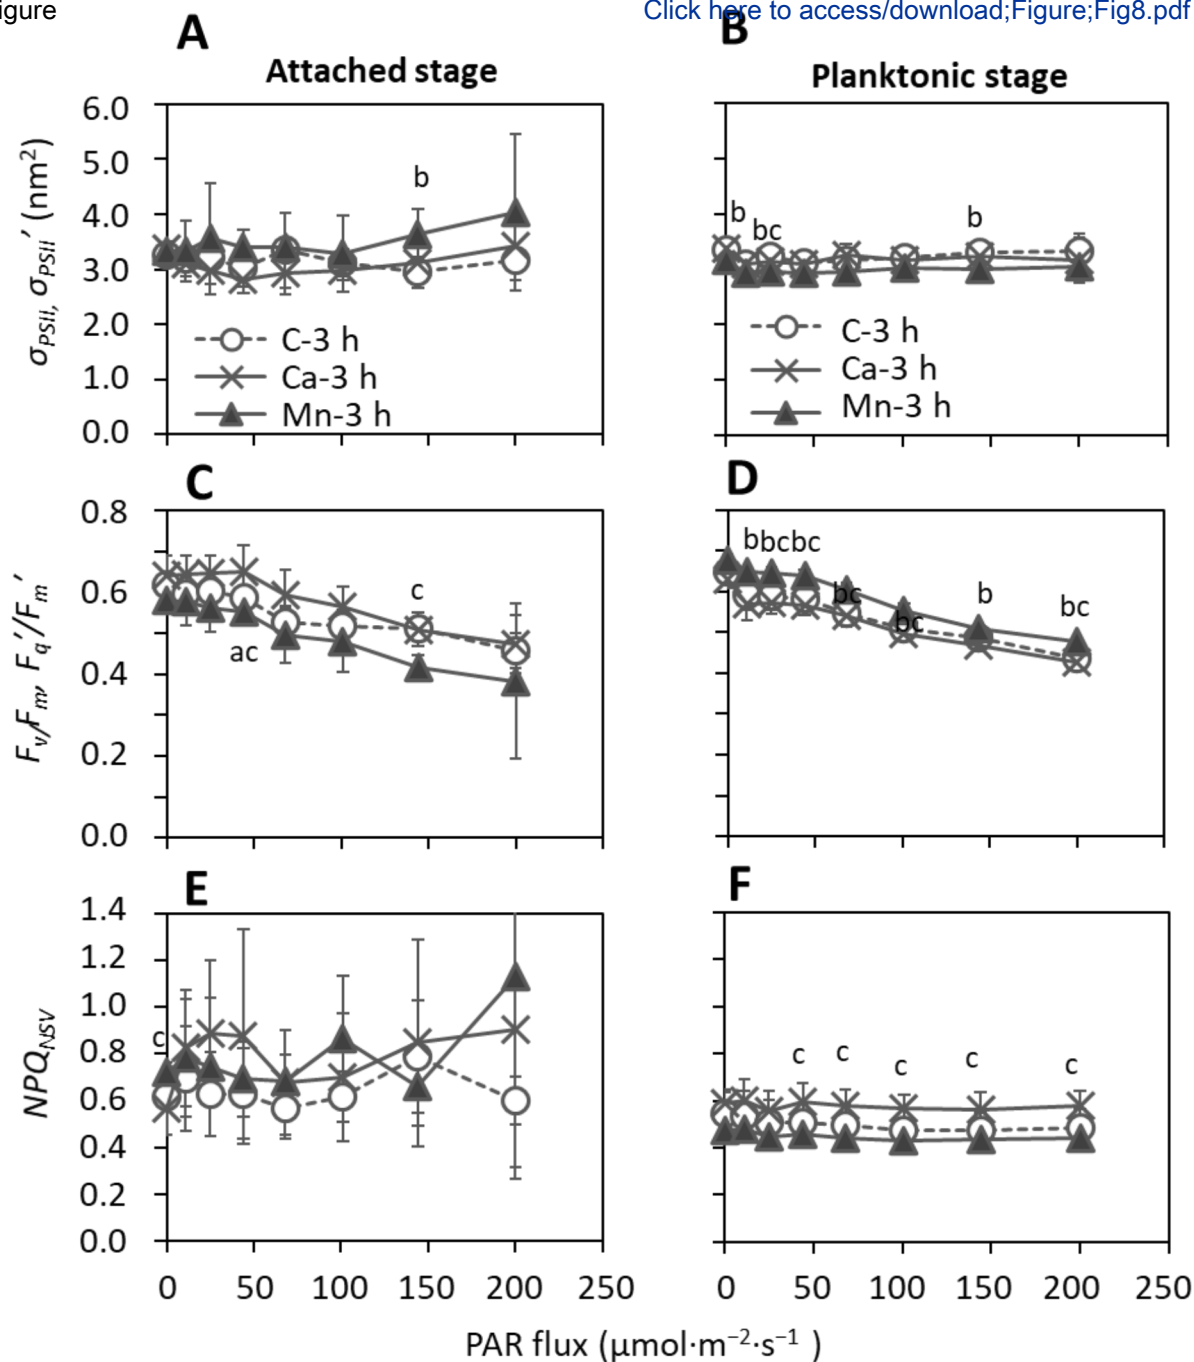 igure
Click here to access/download;Figure;Fig8.pdf
A
B
Attached stage
Planktonic stage
σPSII, σPSII′ (nm²)
6.0
5.0
4.0
3.0
2.0
1.0
0.0
b
C-3 h
Ca-3 h
Mn-3 h
b
bc
b
C-3 h
Ca-3 h
Mn-3 h
C
D
Fv/Fm, Fq′/Fm′
0.8
0.6
0.4
0.2
0.0
ac
c
bbcbc
bc
bc
b
bc
E
F
NPQNSV
1.4
1.2
1.0
0.8
0.6
0.4
0.2
0.0
c
c
c
c
c
c
0 50 100 150 200 250
0 50 100 150 200 250
PAR flux (μmol·m⁻²·s⁻¹ )